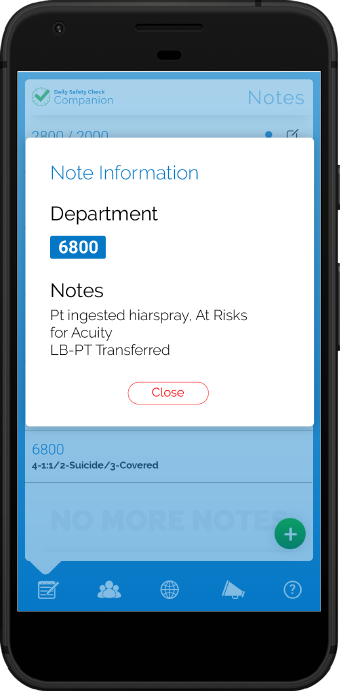 Daily Safety Check
Companion
Notes
2800 / 2000
Note Information
Department
6800
Notes
Pt ingested hiarspray, At Risks
for Acuity
LB-PT Transferred
Close
6800
4-1:1/2-Suicide/3-Covered
NO MORE NOTES